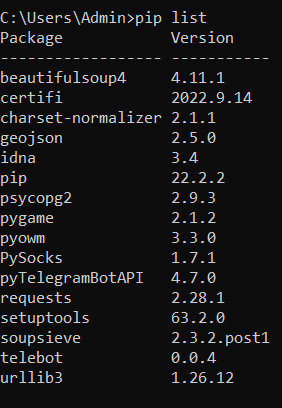 C:\Users\Admin>pip list
Package            Version
------------------ -----------
beautifulsoup4     4.11.1
certifi            2022.9.14
charset-normalizer 2.1.1
geojson            2.5.0
idna               3.4
pip                22.2.2
psycopg2           2.9.3
pygame             2.1.2
pyowm              3.3.0
PySocks            1.7.1
pyTelegramBotAPI   4.7.0
requests           2.28.1
setuptools         63.2.0
soupsieve          2.3.2.post1
telebot            0.0.4
urllib3            1.26.12